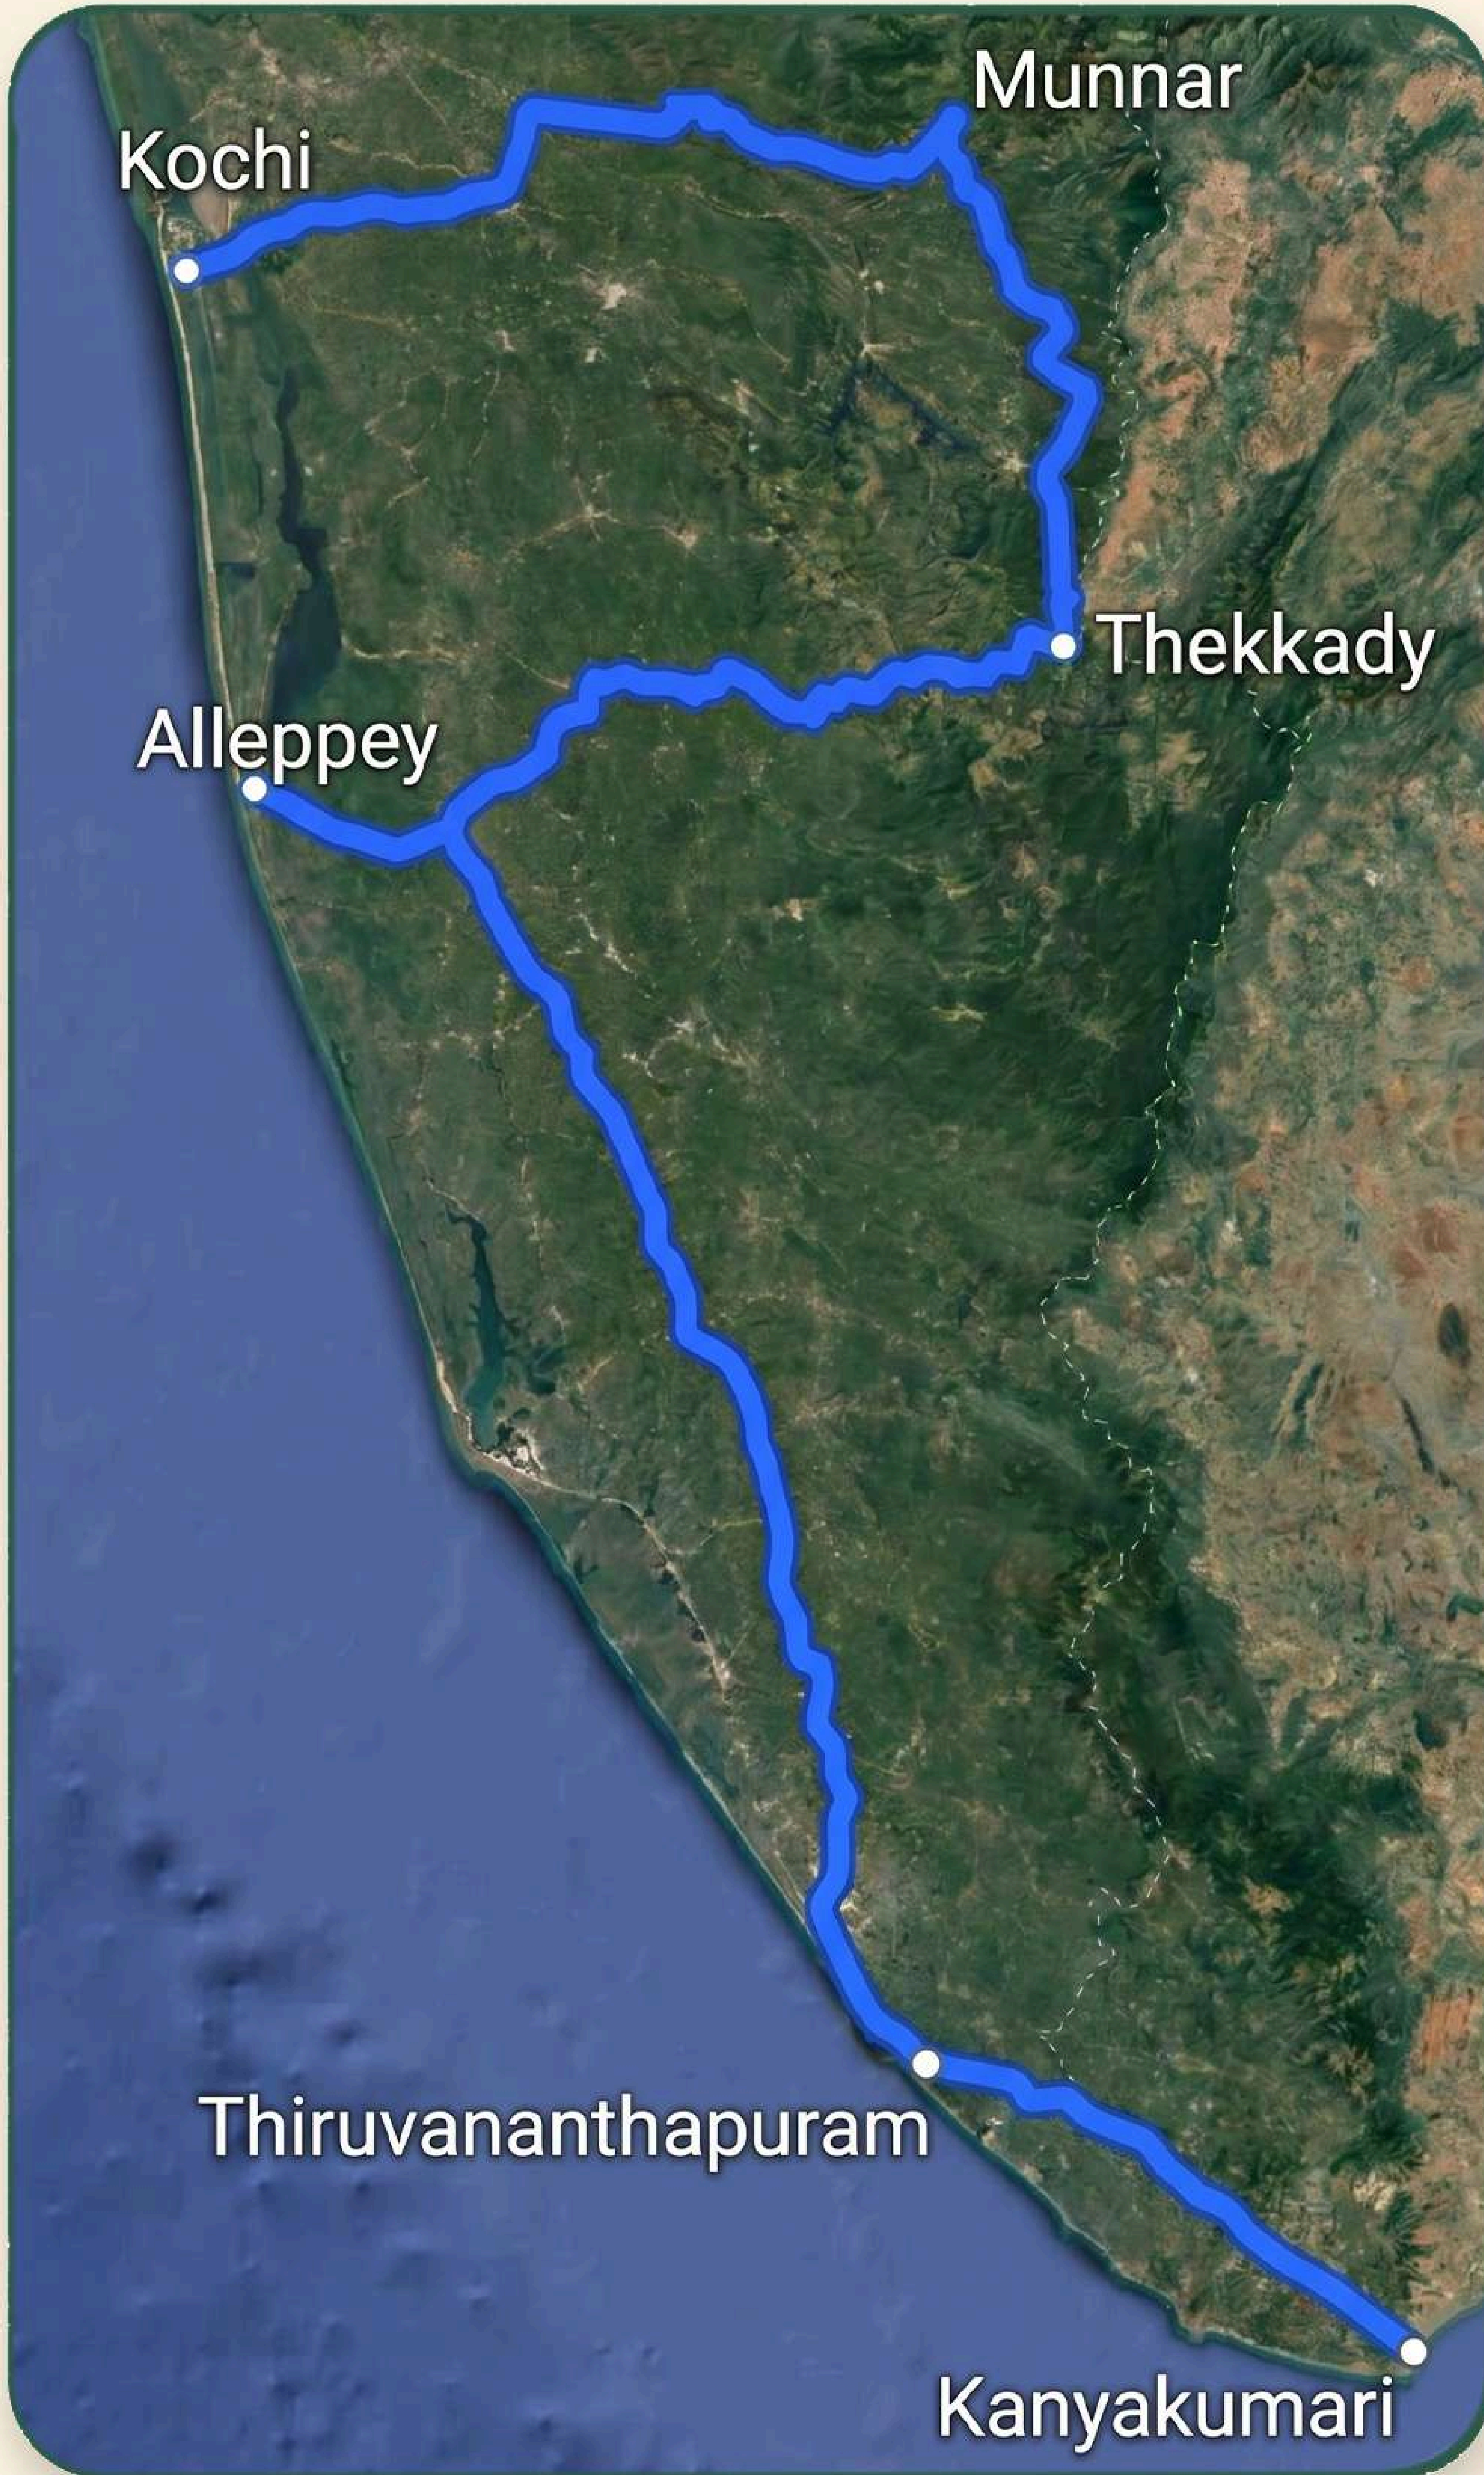 Munnar
Kochi
Thekkady
Alleppey
Thiruvananthapuram
Kanyakumari